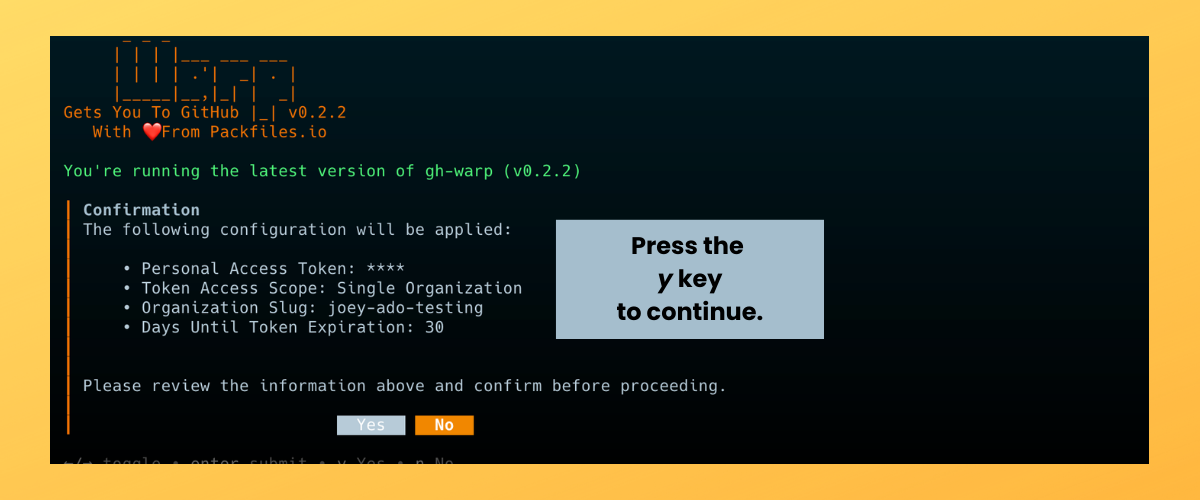 Gets You To GitHub |_| v0.2.2
With ❤️From Packfiles.io
You're running the latest version of gh-warp (v0.2.2)
Confirmation
The following configuration will be applied:
• Personal Access Token: ****
• Token Access Scope: Single Organization
• Organization Slug: joey-ado-testing
• Days Until Token Expiration: 30
Press the
y key
to continue.
Please review the information above and confirm before proceeding.
Yes No
←/→ toggle • enter submit • y Yes • n No